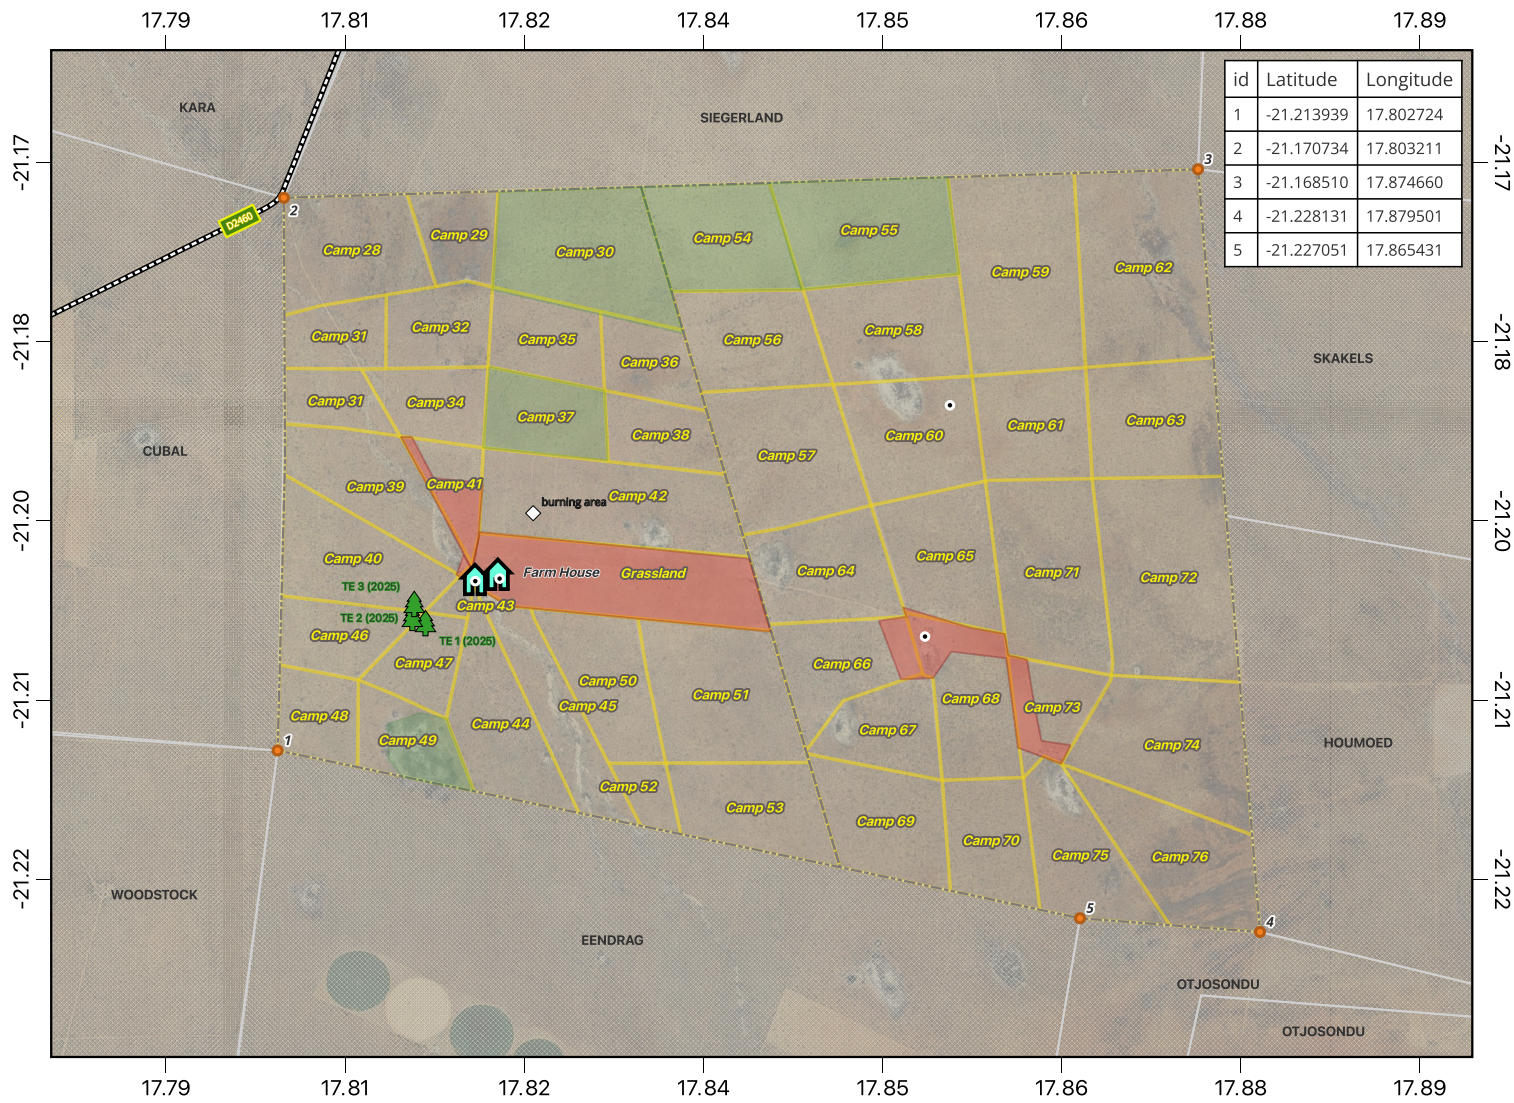 17.79 17.81 17.82 17.84 17.85 17.86 17.88 17.89
id Latitude Longitude
1 -21.213939 17.802724
2 -21.170734 17.803211
3 -21.168510 17.874660
4 -21.228131 17.879501
5 -21.227051 17.865431
KARA
SIEGERLAND
3
-21.17
-21.17
2
D2460
Camp 28
Camp 29
Camp 30
Camp 54
Camp 55
Camp 59
Camp 62
-21.18
-21.18
Camp 31
Camp 32
Camp 35
Camp 36
Camp 56
Camp 58
SKAKELS
Camp 31
Camp 34
Camp 37
Camp 38
Camp 57
Camp 60
Camp 61
Camp 63
CUBAL
Camp 39
Camp 41
burning area
Camp 42
-21.20
-21.20
Camp 40
Farm House
Grassland
Camp 64
Camp 65
Camp 71
Camp 72
TE 3 (2025)
Camp 43
TE 2 (2025)
TE 1 (2025)
Camp 46
Camp 47
Camp 50
Camp 45
Camp 51
Camp 66
Camp 68
Camp 73
-21.21
-21.21
Camp 48
Camp 49
Camp 44
Camp 67
Camp 74
HOUMOED
1
Camp 52
Camp 53
Camp 69
Camp 70
Camp 75
Camp 76
-21.22
-21.22
WOODSTOCK
5
4
EENDRAG
OTJOSONDU
OTJOSONDU
17.79 17.81 17.82 17.84 17.85 17.86 17.88 17.89